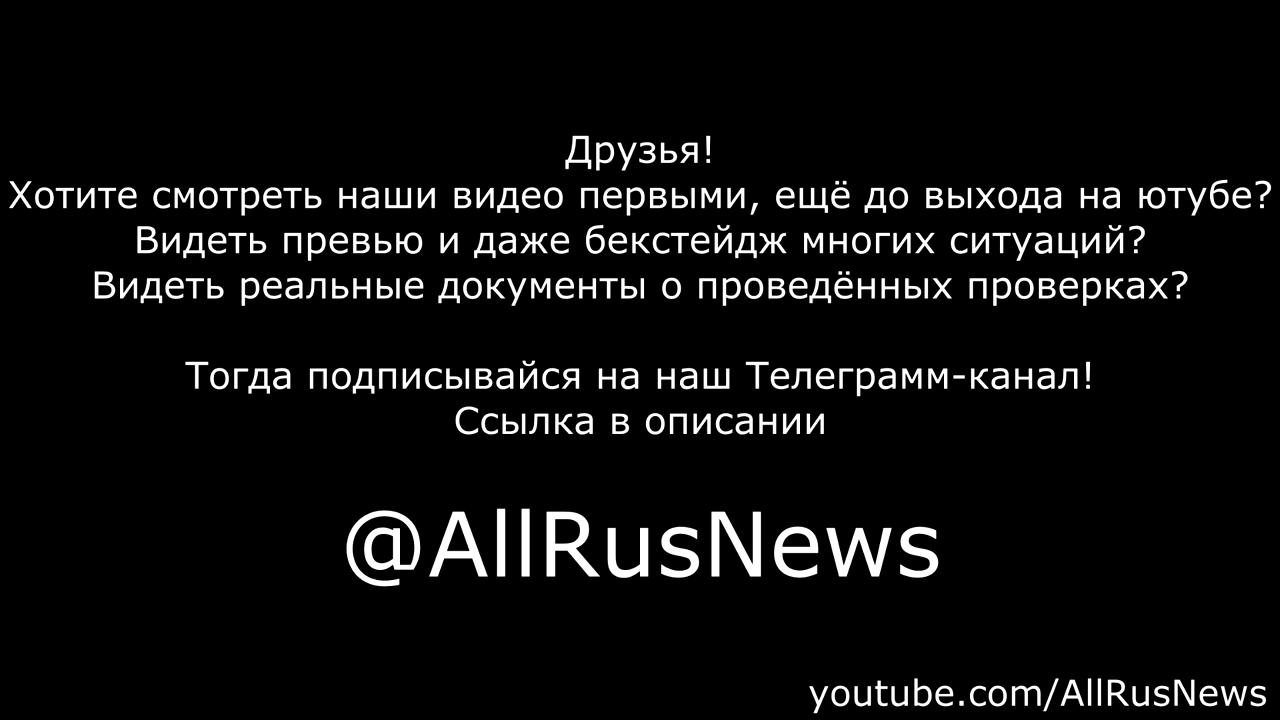 Друзья!
Хотите смотреть наши видео первыми, ещё до выхода на ютубе?
Видеть превью и даже бекстейдж многих ситуаций?
Видеть реальные документы о проведённых проверках?
Тогда подписывайся на наш Телеграмм-канал!
Ссылка в описании
@AllRusNews
youtube.com/AllRusNews